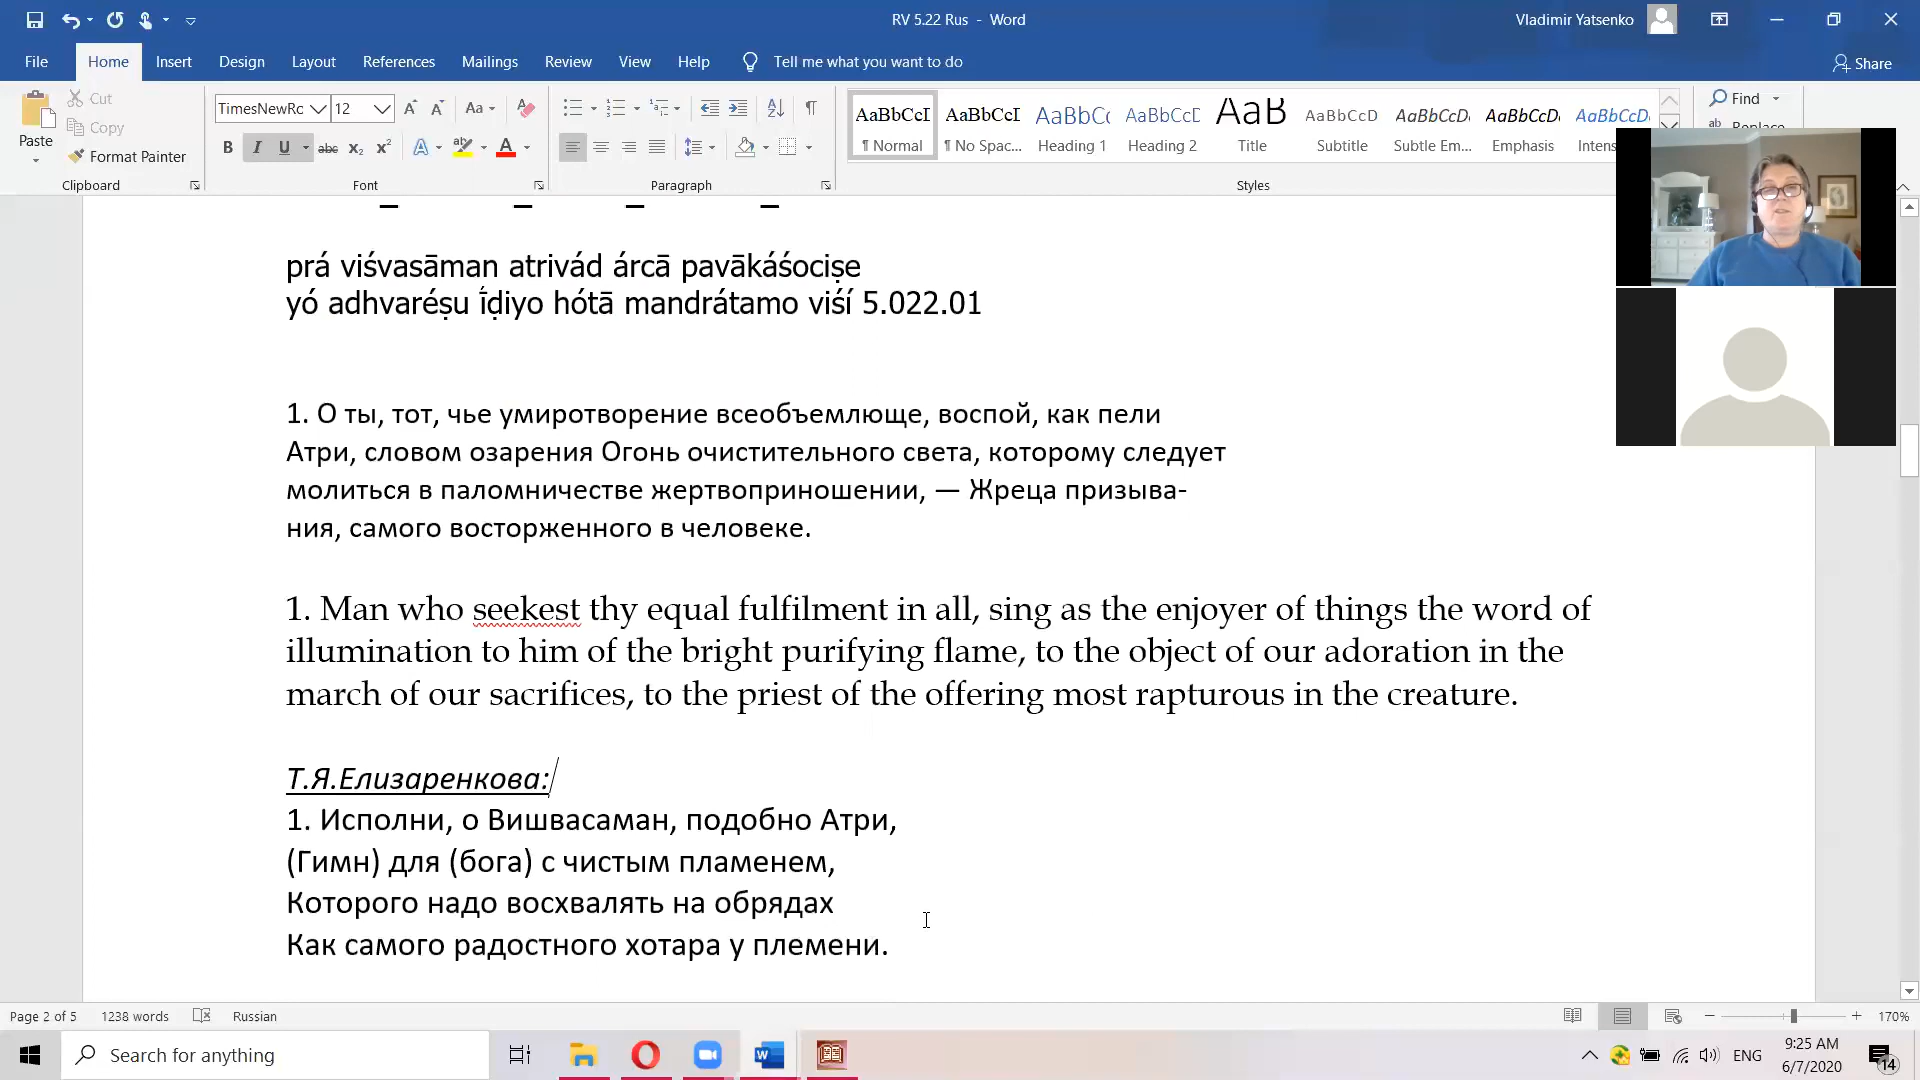 RV 5.22 Rus - Word
Vladimir Yatsenko
File Home Insert Design Layout References Mailings Review View Help Tell me what you want to do Share
Paste
Cut
Copy
Format Painter
Clipboard
TimesNewRc 12
Font
Paragraph
AaBbCcI AaBbCcI AaBbC AaBbCcD AaB AaBbCcD AaBbCcD AaBbCcD AaBbCcD
¶ Normal ¶ No Spac... Heading 1 Heading 2 Title Subtitle Subtle Em... Emphasis
Styles
Find
Replace
prá viśvasāman atrivád árcā pavākáśociṣe
yó adhvaréṣu ī́ḍiyo hótā mandrátamo viśí 5.022.01
1. О ты, тот, чье умиротворение всеобъемлюще, воспой, как пели
Атри, словом озарения Огонь очистительного света, которому следует
молиться в паломничестве жертвоприношении, — Жреца призыва-
ния, самого восторженного в человеке.
1. Man who seekest thy equal fulfilment in all, sing as the enjoyer of things the word of
illumination to him of the bright purifying flame, to the object of our adoration in the
march of our sacrifices, to the priest of the offering most rapturous in the creature.
Т.Я.Елизаренкова:
1. Исполни, о Вишвасаман, подобно Атри,
(Гимн) для (бога) с чистым пламенем,
Которого надо восхвалять на обрядах
Как самого радостного хотара у племени.
Page 2 of 5 1238 words Russian 170%
Search for anything
ENG
9:25 AM
6/7/2020
14